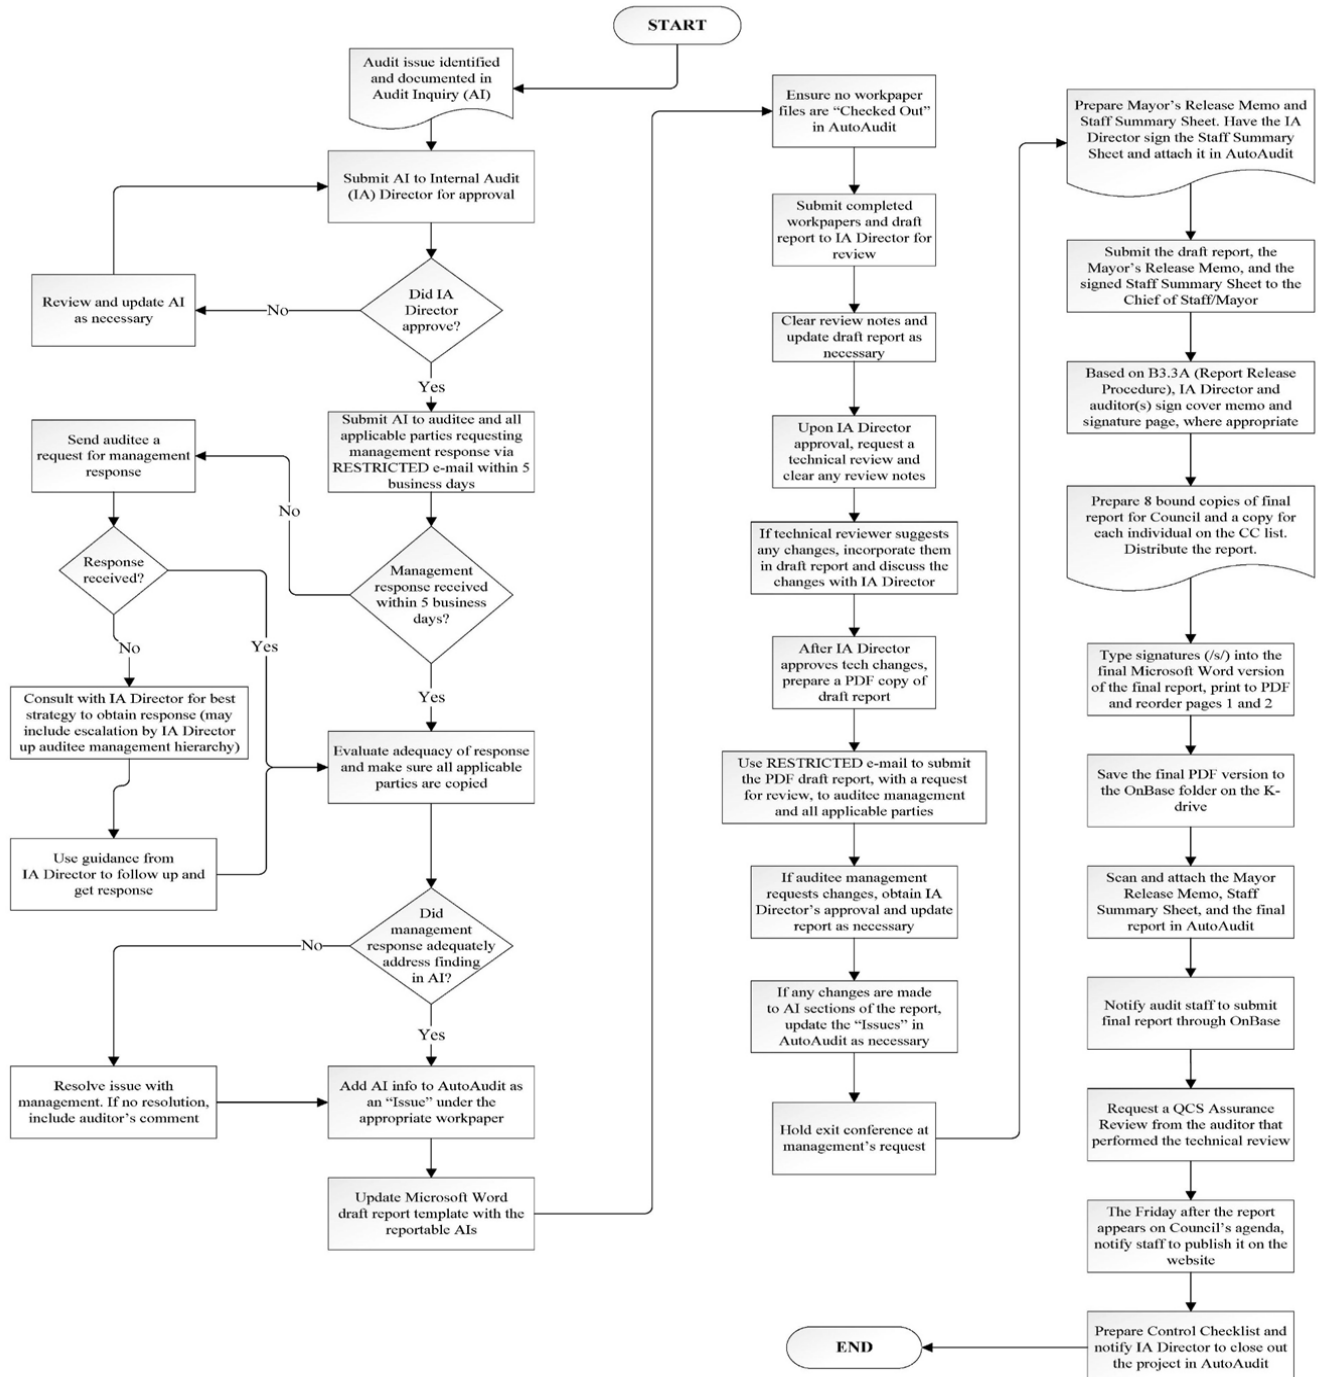 START
Audit issue identified
and documented in
Audit Inquiry (AI)
Submit AI to Internal Audit
(IA) Director for approval
Did IA
Director
approve?
No
Review and update AI
as necessary
Yes
Submit AI to auditee and all
applicable parties requesting
management response via
RESTRICTED e-mail within 5
business days
Management
response received
within 5 business
days?
No
Send auditee a
request for management
response
Response
received?
No
Yes
Consult with IA Director for best
strategy to obtain response (may
include escalation by IA Director
up auditee management hierarchy)
Use guidance from
IA Director to follow up and
get response
Yes
Evaluate adequacy of response
and make sure all applicable
parties are copied
Did
management
response adequately
address finding
in AI?
No
Resolve issue with
management. If no resolution,
include auditor's comment
Yes
Add AI info to AutoAudit as
an “Issue” under the
appropriate workpaper
Update Microsoft Word
draft report template with the
reportable AIs
Ensure no workpaper
files are “Checked Out”
in AutoAudit
Submit completed
workpapers and draft
report to IA Director for
review
Clear review notes and
update draft report as
necessary
Upon IA Director
approval, request a
technical review and
clear any review notes
If technical reviewer suggests
any changes, incorporate them
in draft report and discuss the
changes with IA Director
After IA Director
approves tech changes,
prepare a PDF copy of
draft report
Use RESTRICTED e-mail to submit
the PDF draft report, with a request
for review, to auditee management
and all applicable parties
If auditee management
requests changes, obtain IA
Director's approval and update
report as necessary
If any changes are made
to AI sections of the report,
update the “Issues” in
AutoAudit as necessary
Hold exit conference at
management's request
Prepare Mayor's Release Memo and
Staff Summary Sheet. Have the IA
Director sign the Staff Summary
Sheet and attach it in AutoAudit
Submit the draft report, the
Mayor's Release Memo, and the
signed Staff Summary Sheet to the
Chief of Staff/Mayor
Based on B3.3A (Report Release
Procedure), IA Director and
auditor(s) sign cover memo and
signature page, where appropriate
Prepare 8 bound copies of final
report for Council and a copy for
each individual on the CC list.
Distribute the report.
Type signatures (/s/) into the
final Microsoft Word version
of the final report, print to PDF
and reorder pages 1 and 2
Save the final PDF version to
the OnBase folder on the K-
drive
Scan and attach the Mayor
Release Memo, Staff
Summary Sheet, and the final
report in AutoAudit
Notify audit staff to submit
final report through OnBase
Request a QCS Assurance
Review from the auditor that
performed the technical review
The Friday after the report
appears on Council's agenda,
notify staff to publish it on the
website
Prepare Control Checklist and
notify IA Director to close out
the project in AutoAudit
END